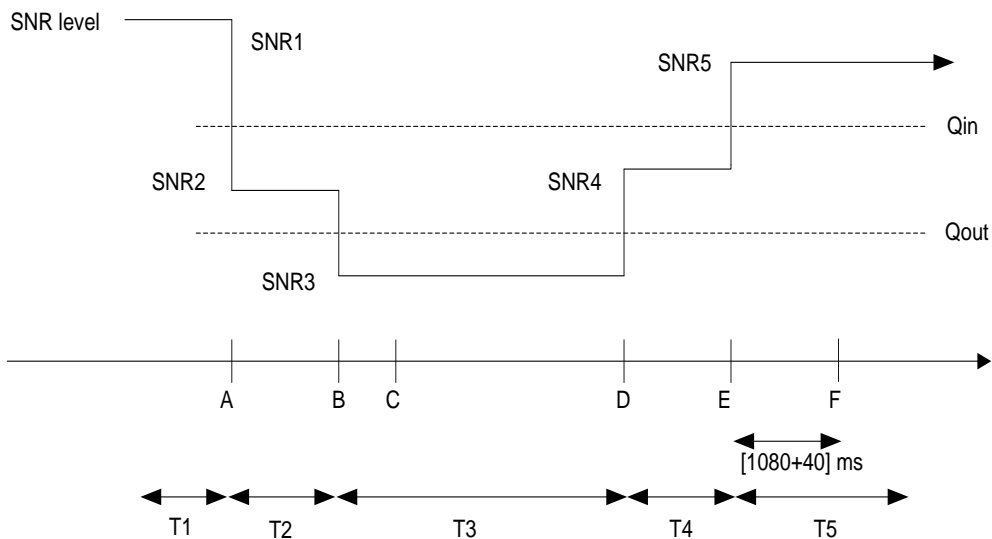 SNR level
SNR1
SNR5
Qin
SNR2
SNR4
Qout
SNR3
A
B
C
D
E
F
[1080+40] ms
T1
T2
T3
T4
T5